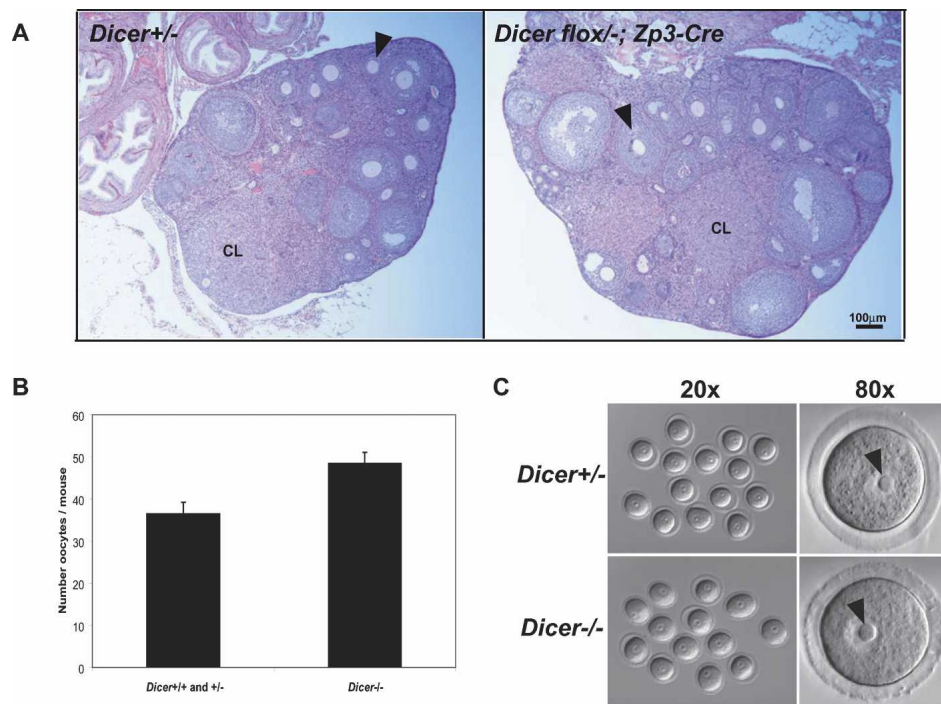 A
Dicer+/-
Dicer flox/-; Zp3-Cre
CL
CL
100µm
B
Number oocytes / mouse
60
50
40
30
20
10
0
Dicer+/+ and +/-
Dicer-/-
C
20x
80x
Dicer+/-
Dicer-/-